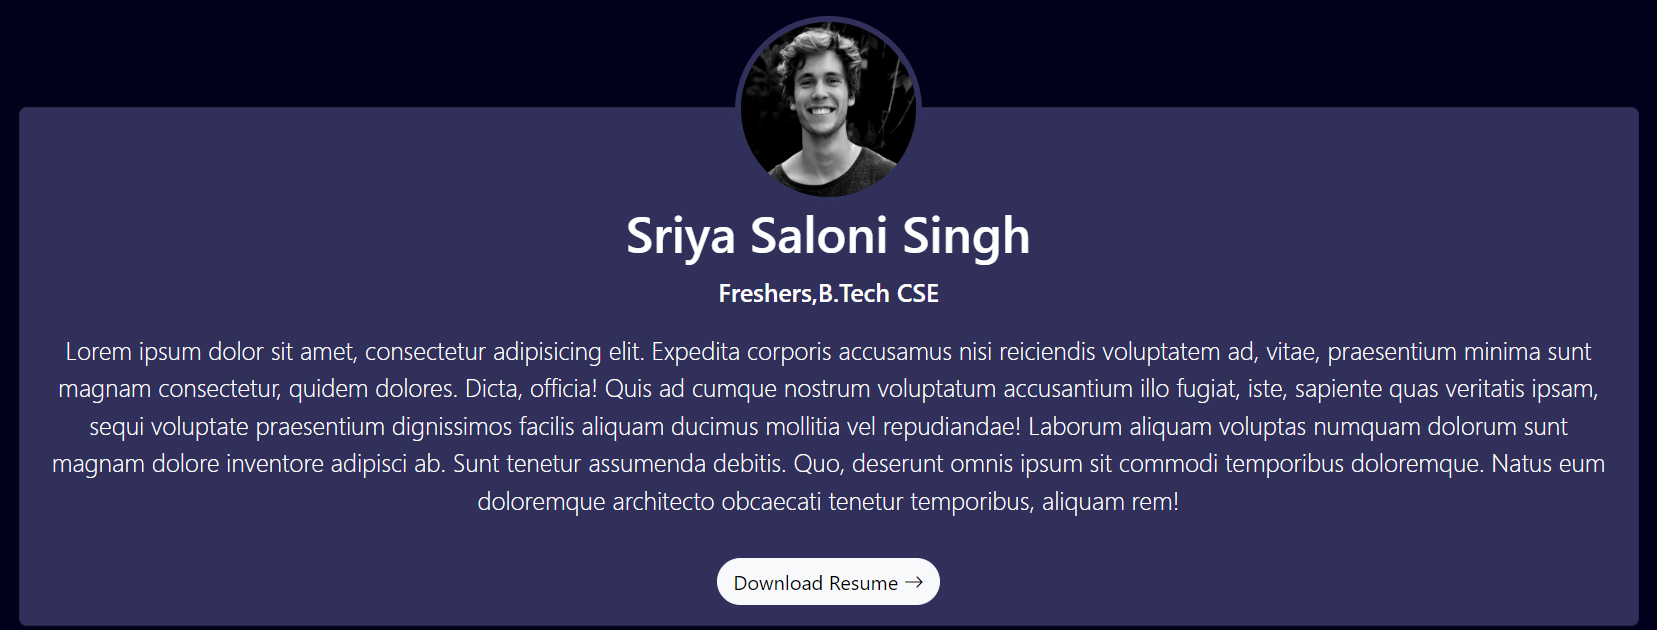 Sriya Saloni Singh
Freshers,B.Tech CSE
Lorem ipsum dolor sit amet, consectetur adipisicing elit. Expedita corporis accusamus nisi reiciendis voluptatem ad, vitae, praesentium minima sunt
magnam consectetur, quidem dolores. Dicta, officia! Quis ad cumque nostrum voluptatum accusantium illo fugiat, iste, sapiente quas veritatis ipsam,
sequi voluptate praesentium dignissimos facilis aliquam ducimus mollitia vel repudiandae! Laborum aliquam voluptas numquam dolorum sunt
magnam dolore inventore adipisci ab. Sunt tenetur assumenda debitis. Quo, deserunt omnis ipsum sit commodi temporibus doloremque. Natus eum
doloremque architecto obcaecati tenetur temporibus, aliquam rem!
Download Resume →